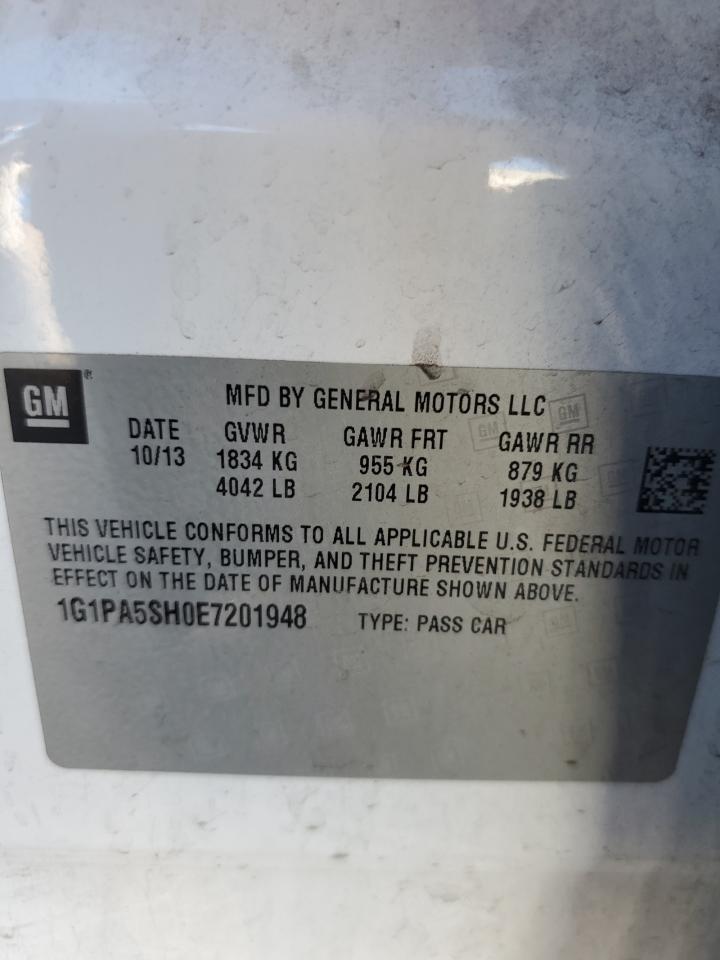 GM
MFD BY GENERAL MOTORS LLC
DATE GVWR GAWR FRT GAWR RR
10/13 1834 KG 955 KG 879 KG
4042 LB 2104 LB 1938 LB
THIS VEHICLE CONFORMS TO ALL APPLICABLE U.S. FEDERAL MOTOR
VEHICLE SAFETY, BUMPER, AND THEFT PREVENTION STANDARDS IN
EFFECT ON THE DATE OF MANUFACTURE SHOWN ABOVE.
1G1PA5SH0E7201948 TYPE: PASS CAR